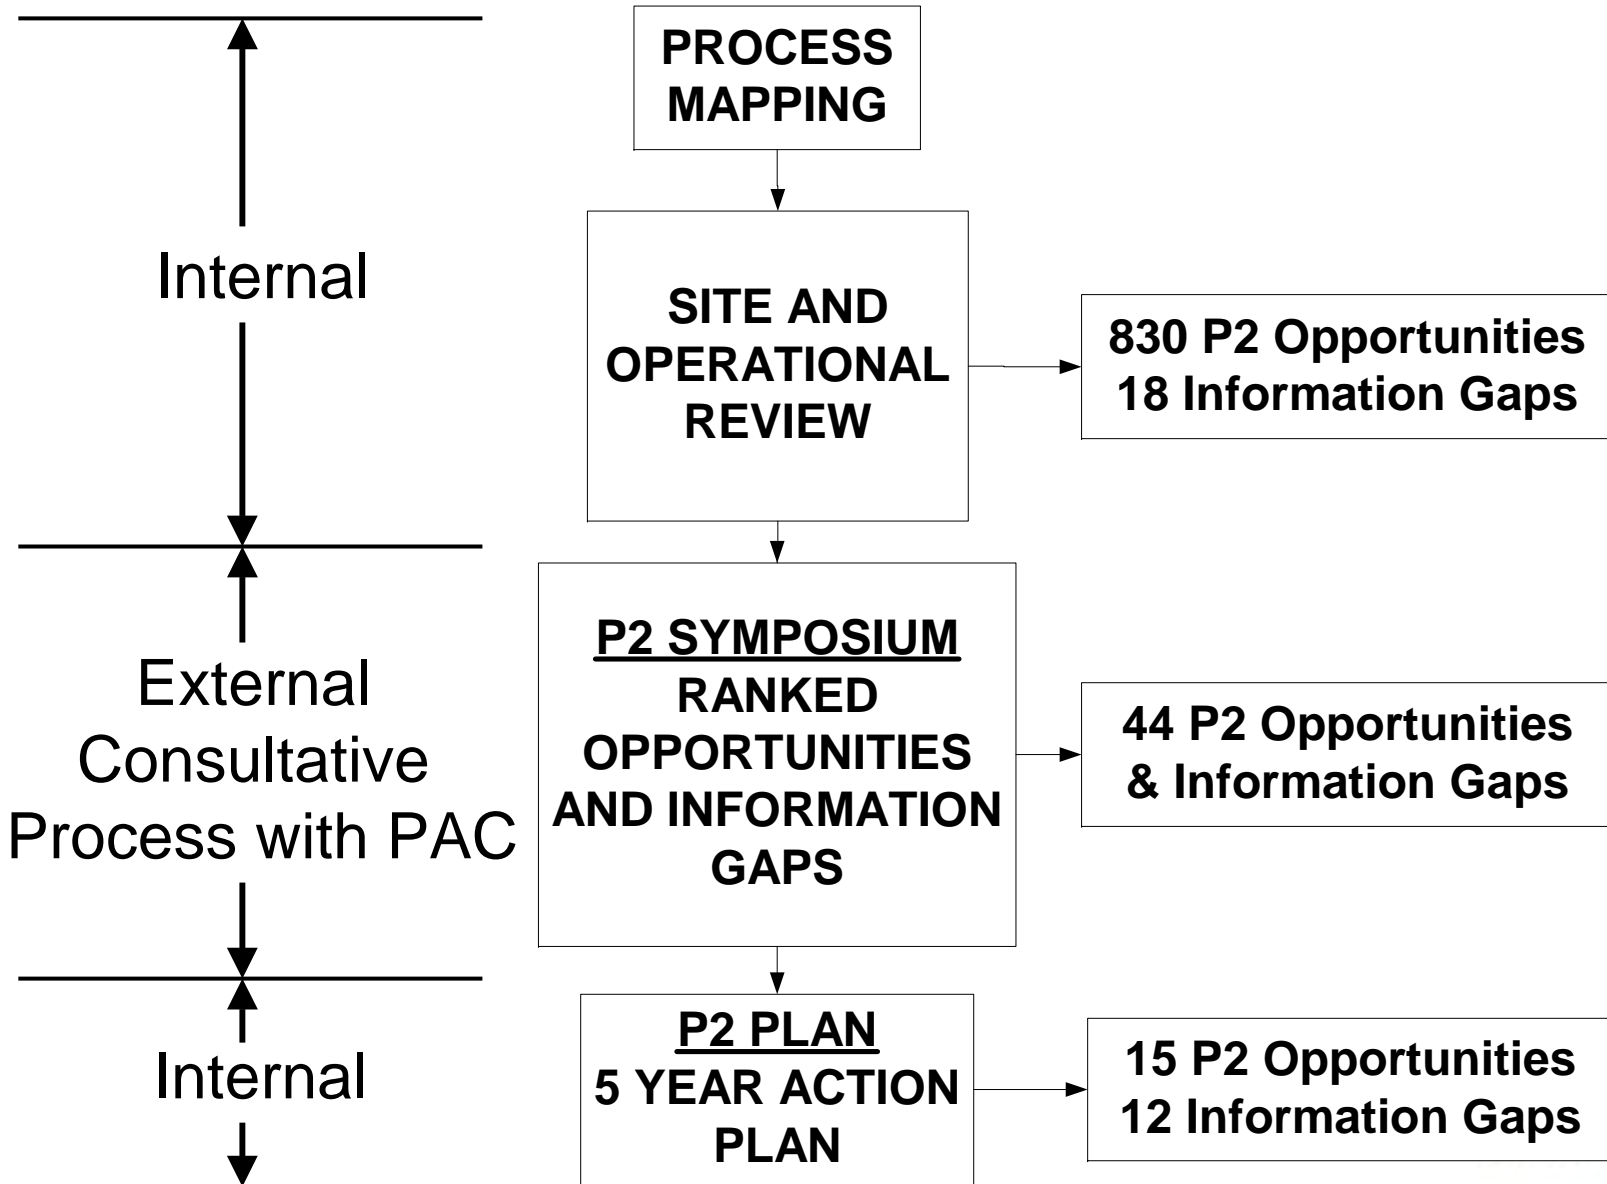 PROCESS
MAPPING
Internal
SITE AND
OPERATIONAL
REVIEW
830 P2 Opportunities
18 Information Gaps
External
Consultative
Process with PAC
P2 SYMPOSIUM
RANKED
OPPORTUNITIES
AND INFORMATION
GAPS
44 P2 Opportunities
& Information Gaps
Internal
P2 PLAN
5 YEAR ACTION
PLAN
15 P2 Opportunities
12 Information Gaps